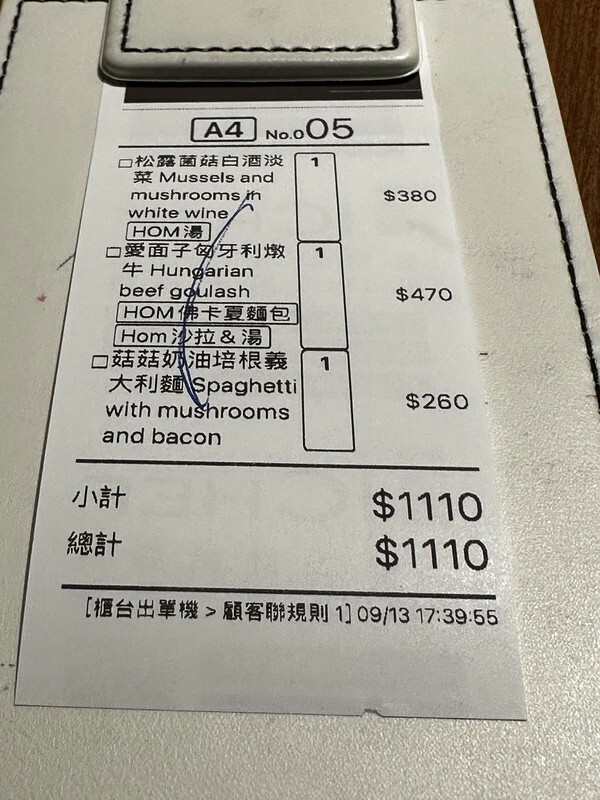 A4 No.005
□松露菌菇白酒淡 1
菜 Mussels and
mushrooms in $380
white wine
HOM湯
□愛面子匈牙利燉 1
牛 Hungarian
beef goulash $470
HOM佛卡夏麵包
Hom沙拉&湯
□菇菇奶油培根義 1
大利麵 Spaghetti
with mushrooms $260
and bacon
小計 $1110
總計 $1110
[櫃台出單機 > 顧客聯規則 1] 09/13 17:39:55